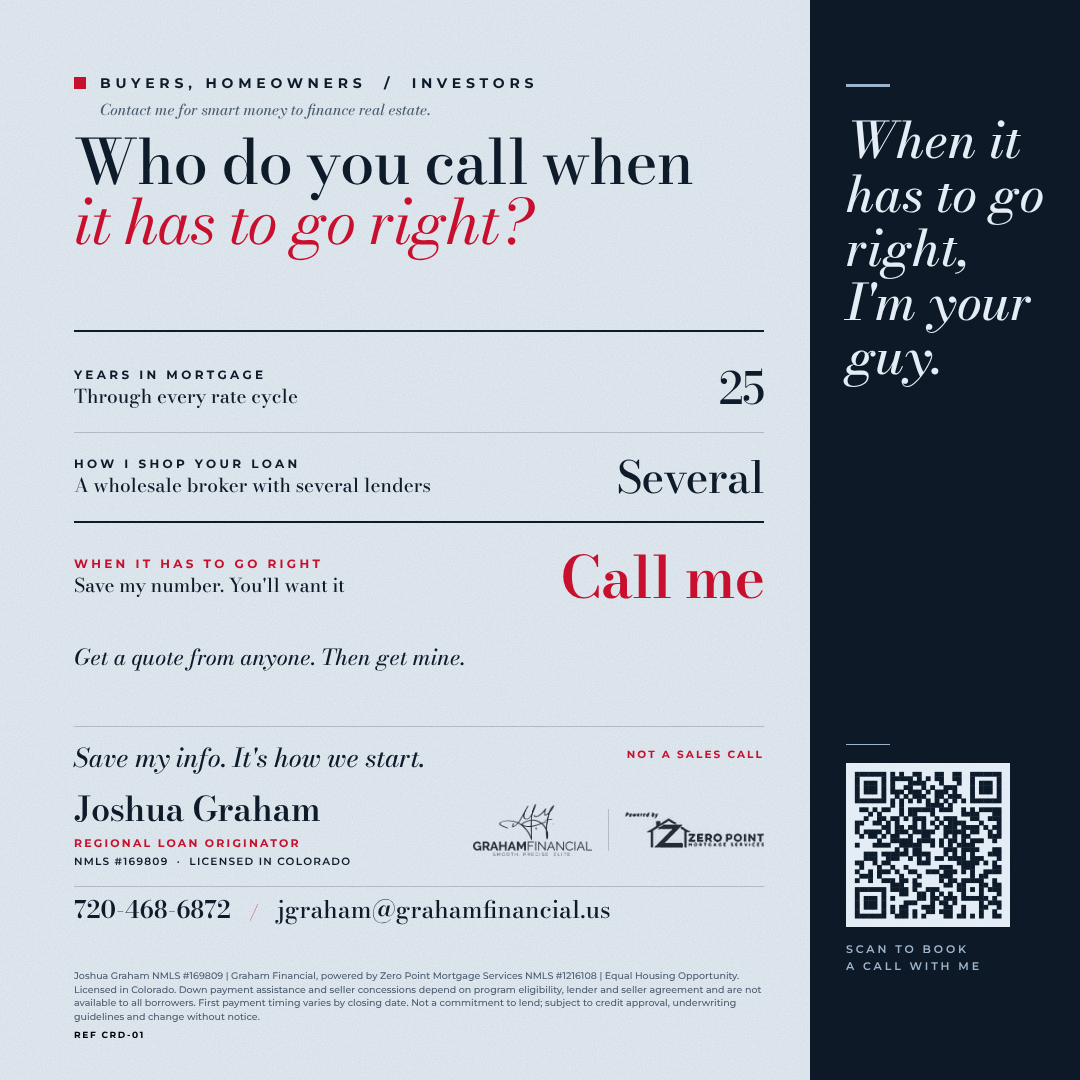 BUYERS, HOMEOWNERS / INVESTORS
Contact me for smart money to finance real estate.
Who do you call when
it has to go right?
YEARS IN MORTGAGE
Through every rate cycle
25
HOW I SHOP YOUR LOAN
A wholesale broker with several lenders
Several
WHEN IT HAS TO GO RIGHT
Save my number. You'll want it
Call me
Get a quote from anyone. Then get mine.
Save my info. It's how we start.
NOT A SALES CALL
Joshua Graham
REGIONAL LOAN ORIGINATOR
NMLS #169809 · LICENSED IN COLORADO
GRAHAMFINANCIAL
SMOOTH. PRECISE. ELITE.
Powered by
ZERO POINT
MORTGAGE SERVICES
720-468-6872 / jgraham@grahamfinancial.us
Joshua Graham NMLS #169809 | Graham Financial, powered by Zero Point Mortgage Services NMLS #1216108 | Equal Housing Opportunity.
Licensed in Colorado. Down payment assistance and seller concessions depend on program eligibility, lender and seller agreement and are not
available to all borrowers. First payment timing varies by closing date. Not a commitment to lend; subject to credit approval, underwriting
guidelines and change without notice.
REF CRD-01
When it
has to go
right,
I'm your
guy.
SCAN TO BOOK
A CALL WITH ME